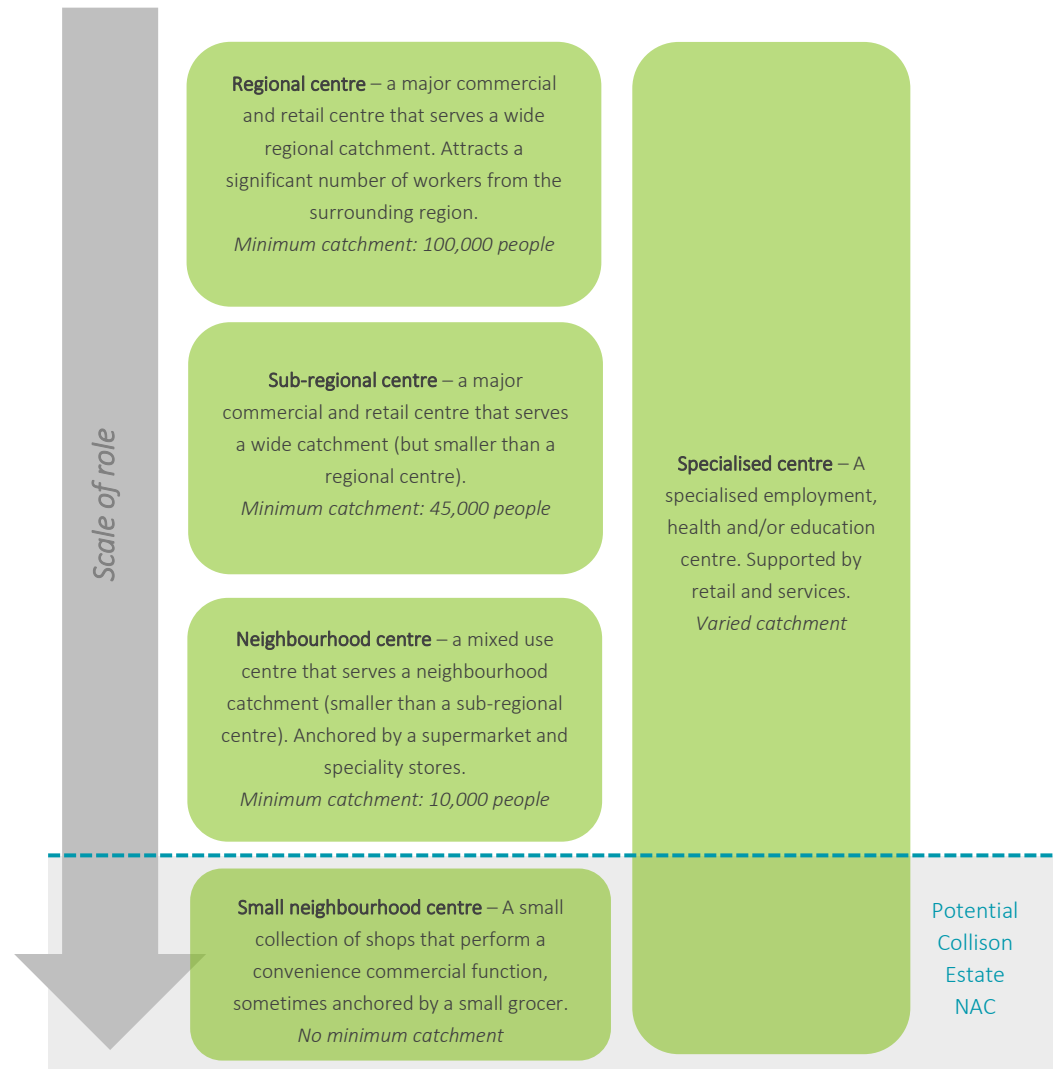 Scale of role
Regional centre – a major commercial
and retail centre that serves a wide
regional catchment. Attracts a
significant number of workers from the
surrounding region.
Minimum catchment: 100,000 people
Sub-regional centre – a major
commercial and retail centre that serves
a wide catchment (but smaller than a
regional centre).
Minimum catchment: 45,000 people
Neighbourhood centre – a mixed use
centre that serves a neighbourhood
catchment (smaller than a sub-regional
centre). Anchored by a supermarket and
speciality stores.
Minimum catchment: 10,000 people
Small neighbourhood centre – A small
collection of shops that perform a
convenience commercial function,
sometimes anchored by a small grocer.
No minimum catchment
Specialised centre – A
specialised employment,
health and/or education
centre. Supported by
retail and services.
Varied catchment
Potential
Collison
Estate
NAC